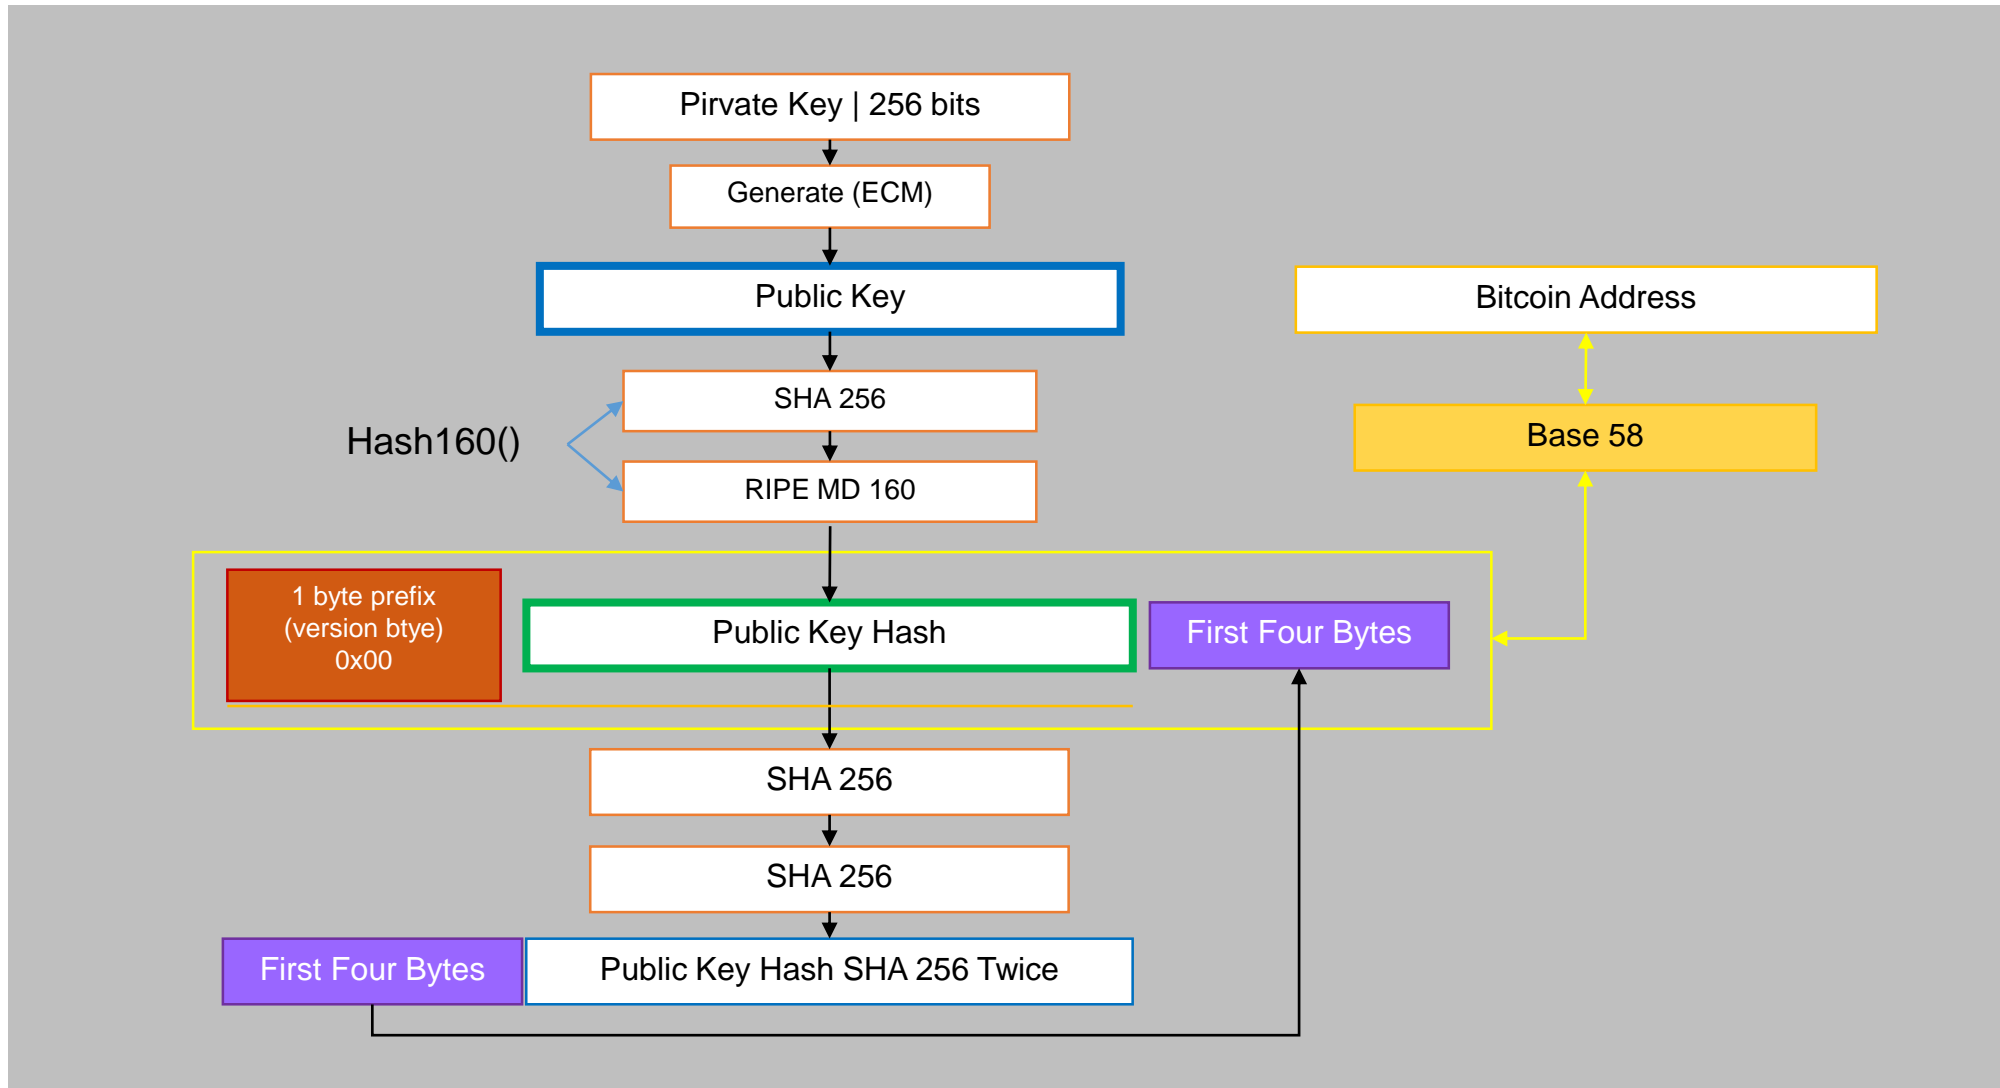 Pirvate Key | 256 bits
Generate (ECM)
Public Key
Bitcoin Address
SHA 256
Base 58
Hash160()
RIPE MD 160
1 byte prefix
(version btye)
0x00
Public Key Hash
First Four Bytes
SHA 256
SHA 256
First Four Bytes
Public Key Hash SHA 256 Twice